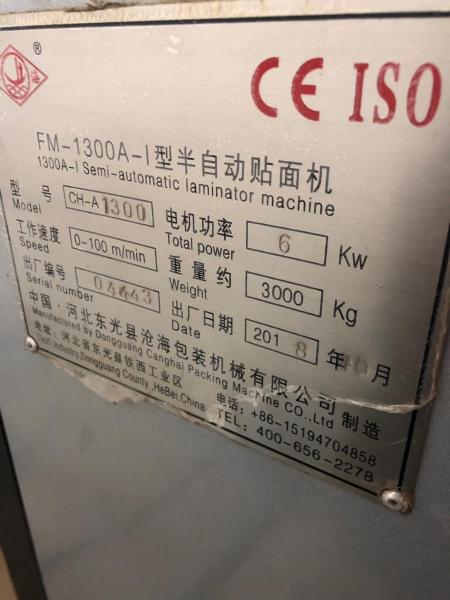 ® CE ISO
FM-1300A-I型半自动贴面机
1300A-I Semi-automatic laminator machine
型 号 CH-A1300 电机功率 6 Kw
Model Total power
工作速度 0-100 m/min 重量约 3000 Kg
Speed Weight
出厂编号 04443 出厂日期 2018年10月
Serial number Date
中国·河北东光县沧海包装机械有限公司制造
Manufactured by Dongguang Canghai Packing Machine CO.,Ltd
地址：河北省东光县铁西工业区 电话：+86-15194704858
Industry,Dongguang County ,HeBei,China TEL：400-656-2278